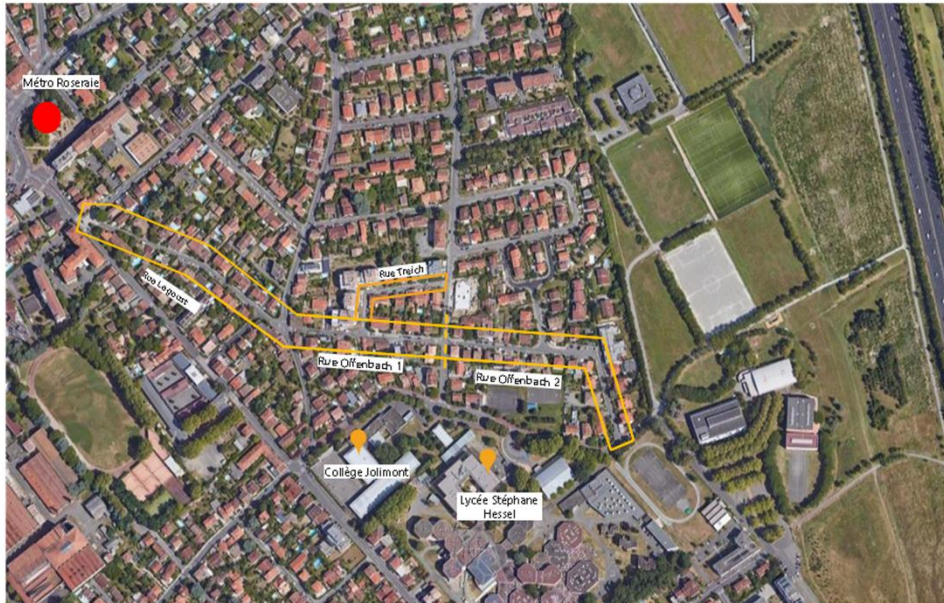 Métro Roseraie
Rue Treich
Rue Legoust
Rue Offenbach 1
Rue Offenbach 2
Collège Jolimont
Lycée Stéphane
Hessel